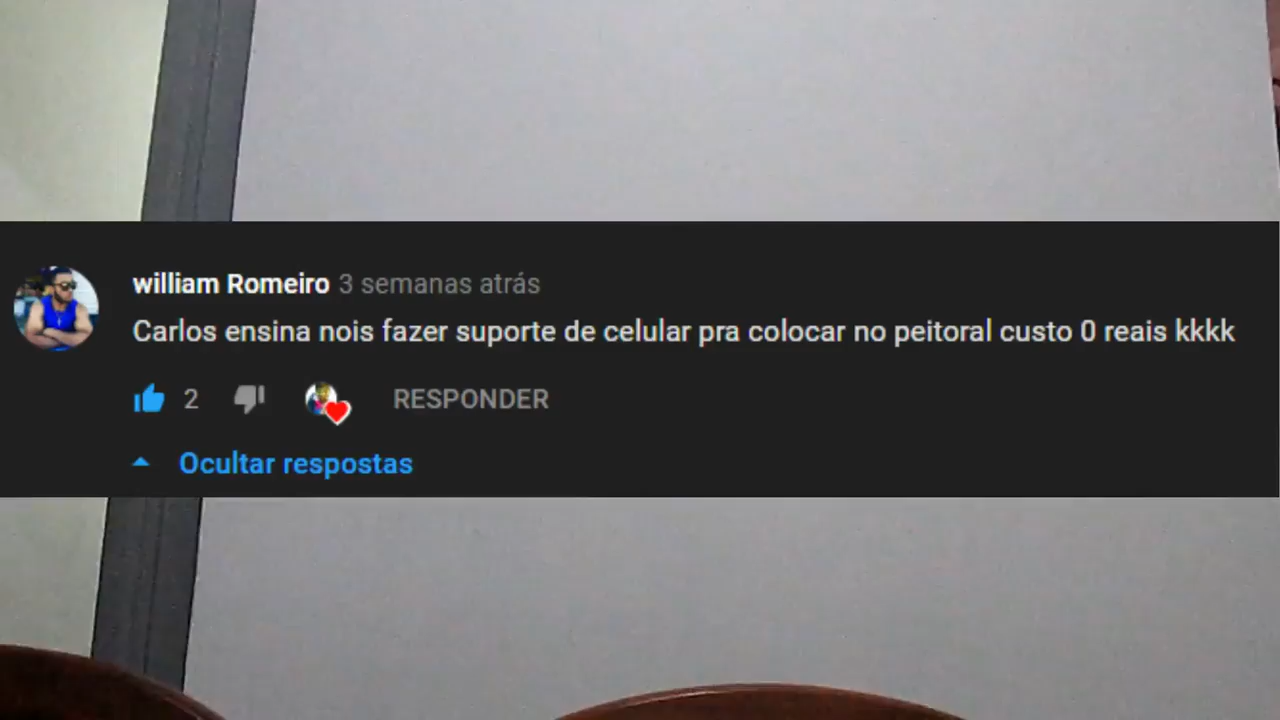 william Romeiro 3 semanas atrás
Carlos ensina nois fazer suporte de celular pra colocar no peitoral custo 0 reais kkkk
2 RESPONDER
Ocultar respostas